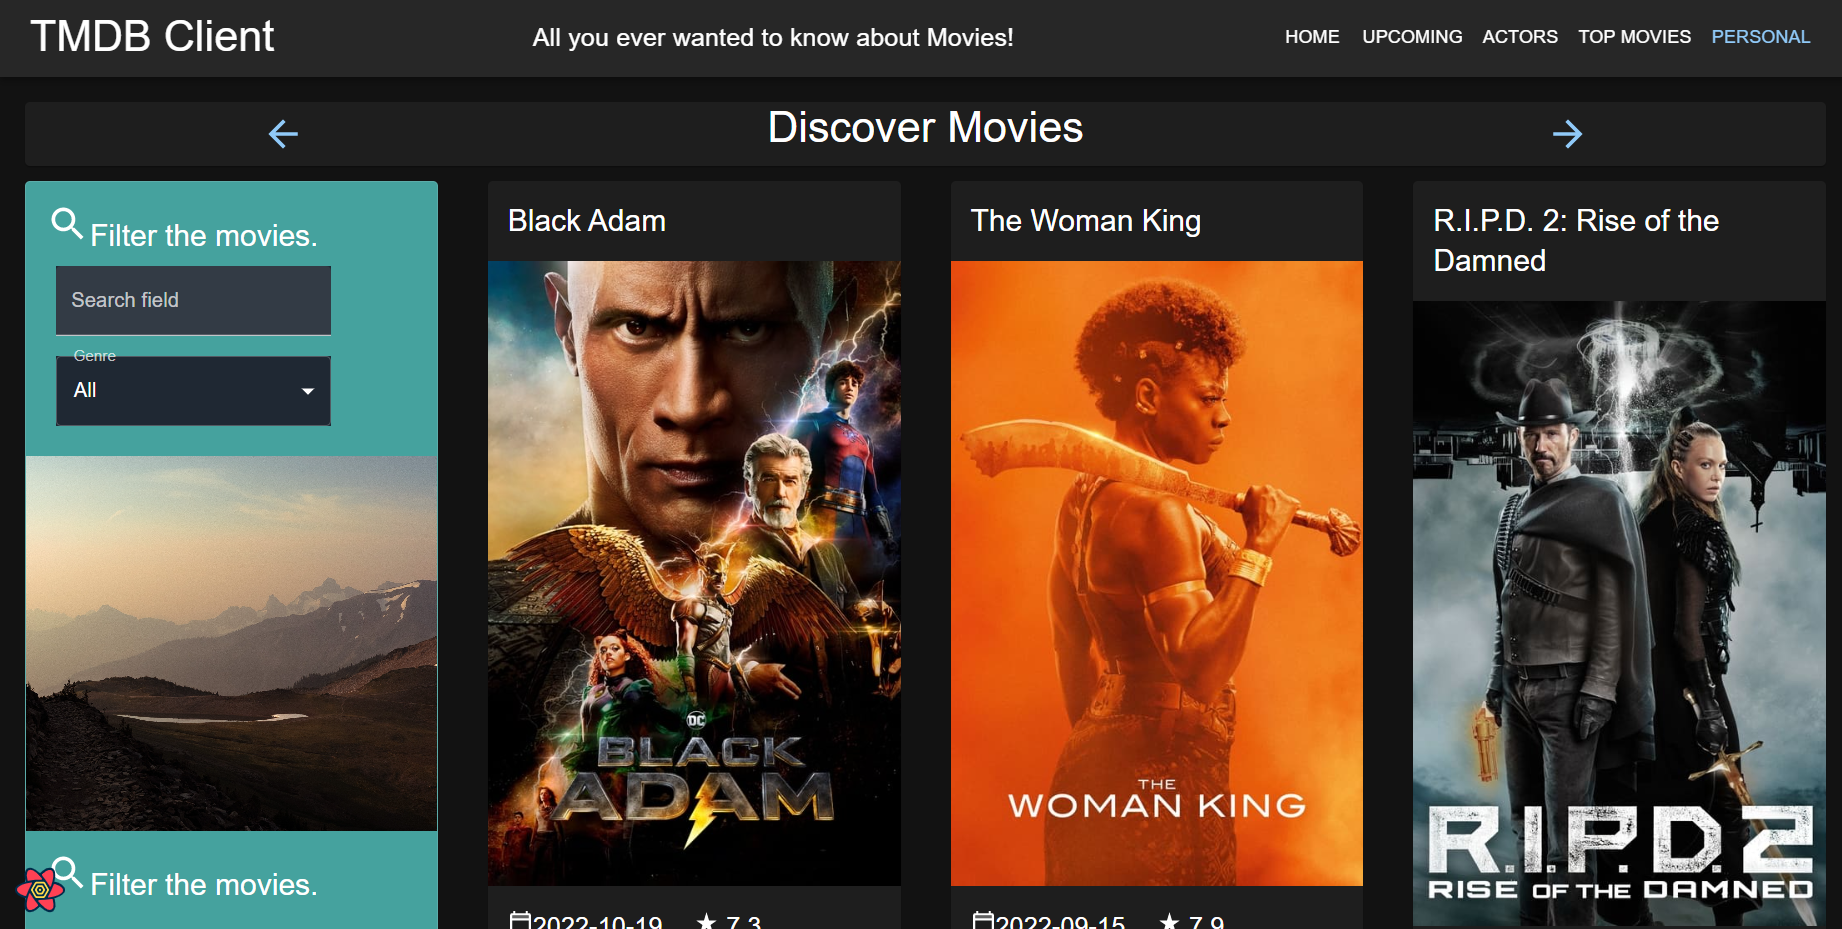 TMDB Client
All you ever wanted to know about Movies!
HOME UPCOMING ACTORS TOP MOVIES PERSONAL
Discover Movies
Filter the movies.
Search field
Genre
All
Filter the movies.
Black Adam
DC
BLACK
ADAM
2022-10-19 ★ 7.3
The Woman King
THE
WOMAN KING
2022-09-15 ★ 7.9
R.I.P.D. 2: Rise of the
Damned
R.I.P.D.2
RISE OF THE DAMNED